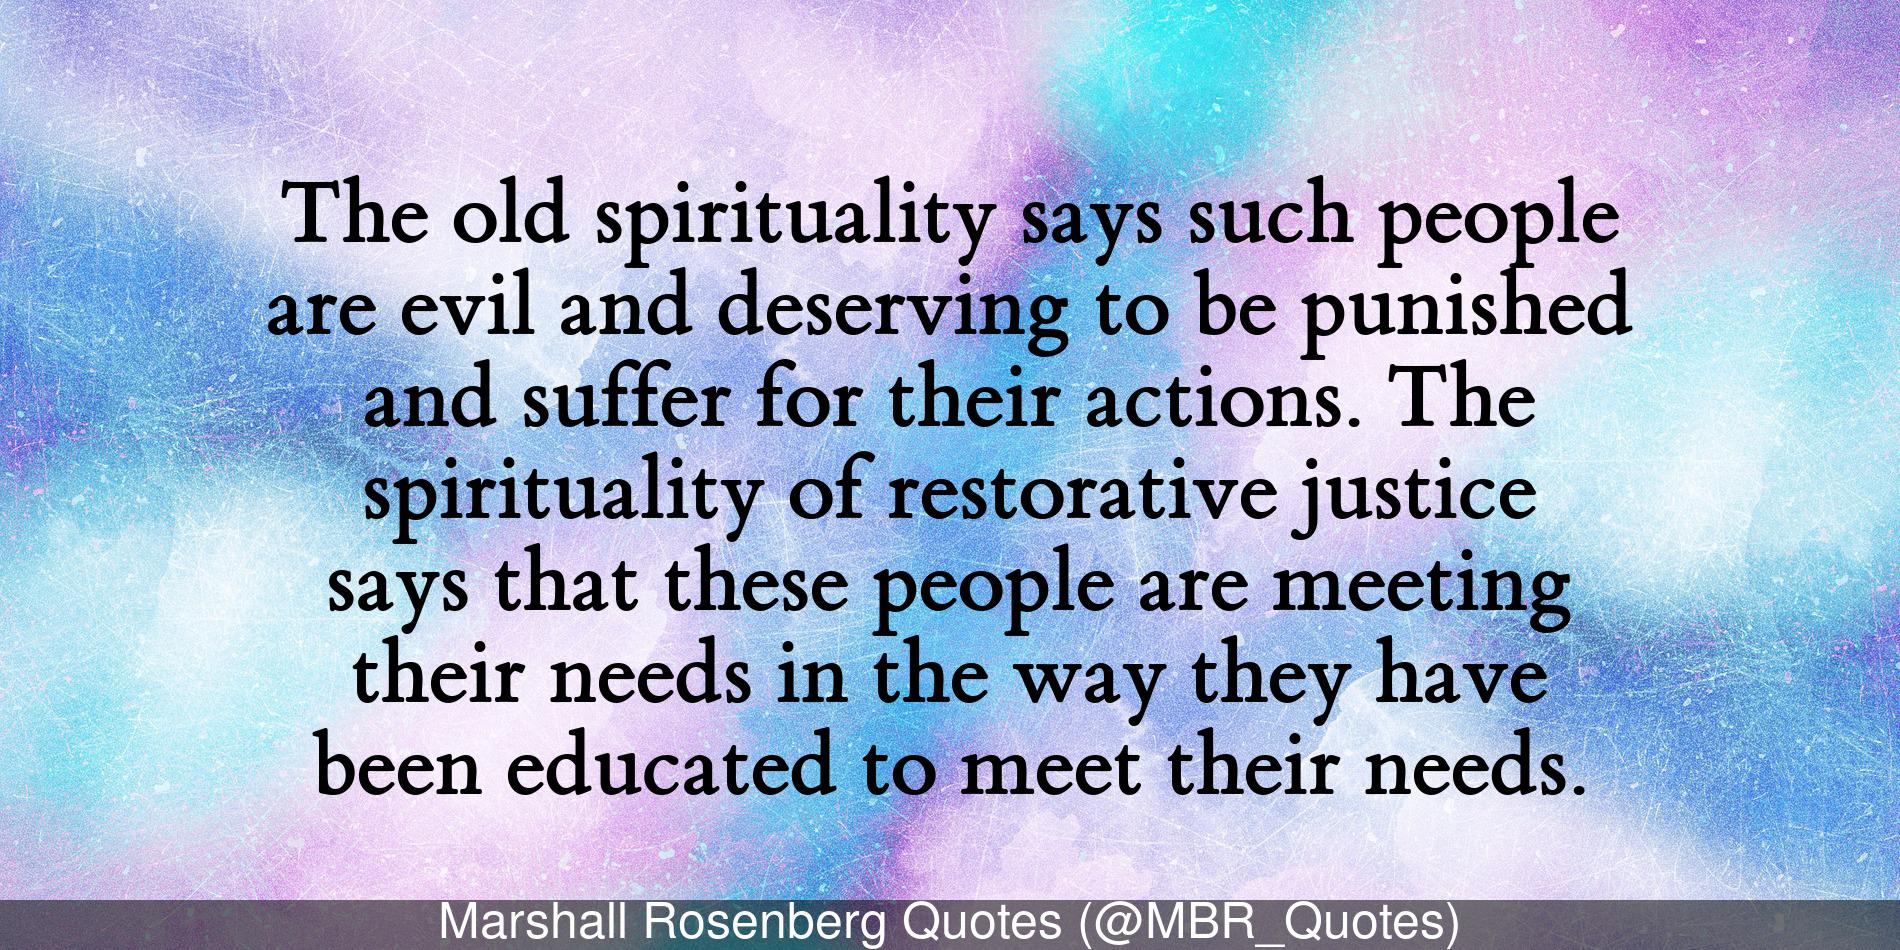 The old spirituality says such people
are evil and deserving to be punished
and suffer for their actions. The
spirituality of restorative justice
says that these people are meeting
their needs in the way they have
been educated to meet their needs.
Marshall Rosenberg Quotes (@MBR_Quotes)